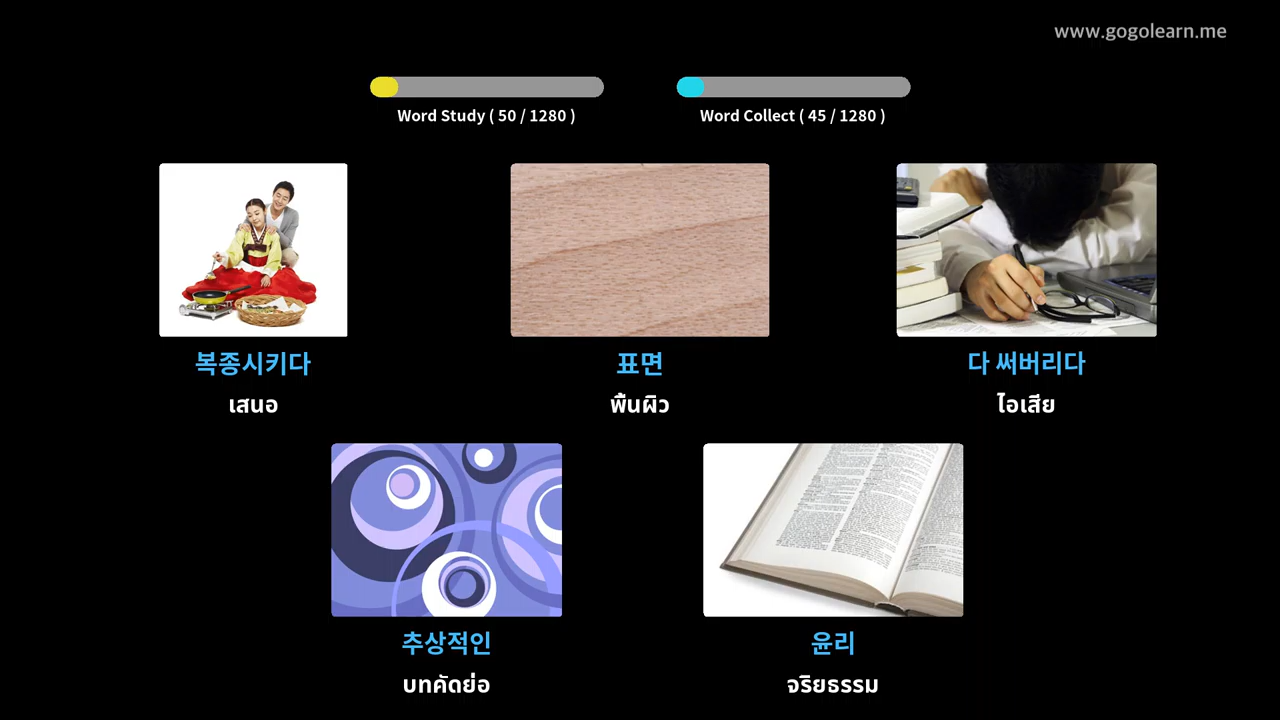 www.gogolearn.me
Word Study ( 50 / 1280 )
Word Collect ( 45 / 1280 )
복종시키다
표면
다 써버리다
เสนอ
พื้นผิว
ไอเสีย
추상적인
윤리
บทคัดย่อ
จริยธรรม